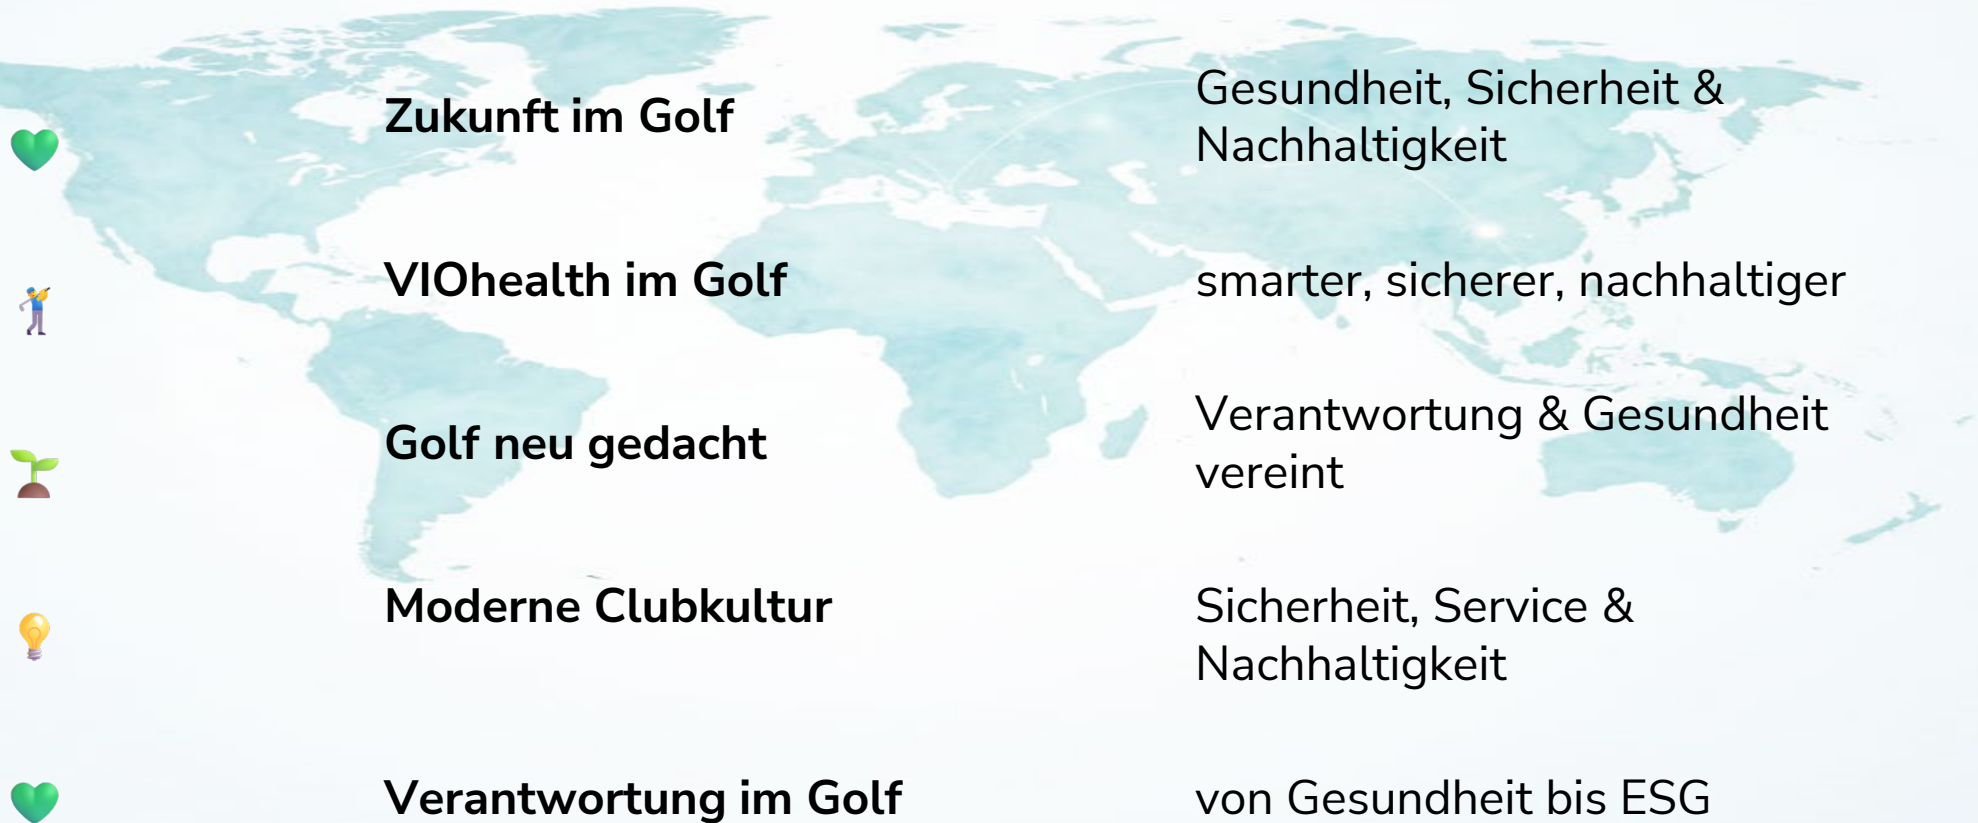 Zukunft im Golf
Gesundheit, Sicherheit &
Nachhaltigkeit
VIOhealth im Golf
smarter, sicherer, nachhaltiger
Golf neu gedacht
Verantwortung & Gesundheit
vereint
Moderne Clubkultur
Sicherheit, Service &
Nachhaltigkeit
Verantwortung im Golf
von Gesundheit bis ESG